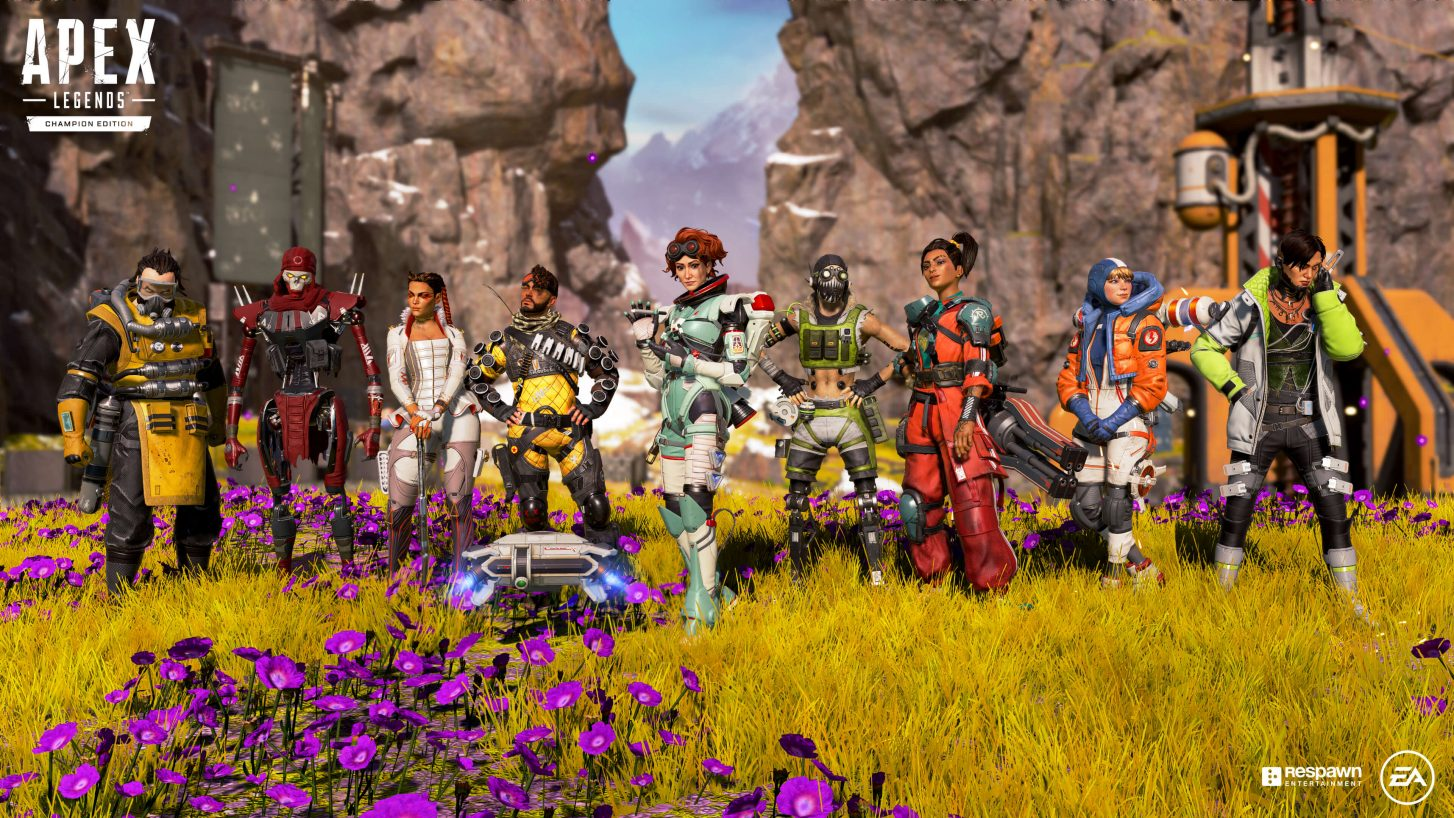 APEX
LEGENDS
CHAMPION EDITION
RESPAWN
ENTERTAINMENT
EA